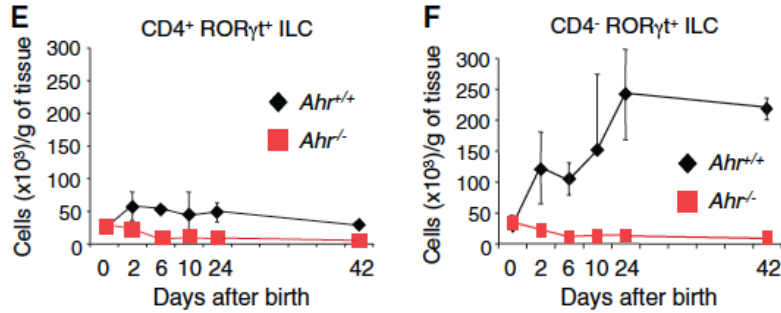 E
CD4⁺ RORγt⁺ ILC
Cells (x10³)/g of tissue
300
250
200
150
100
50
0
Ahr⁺/⁺
Ahr⁻/⁻
0 2 6 10 24 42
Days after birth
F
CD4⁻ RORγt⁺ ILC
Cells (x10³)/g of tissue
300
250
200
150
100
50
0
Ahr⁺/⁺
Ahr⁻/⁻
0 2 6 10 24 42
Days after birth